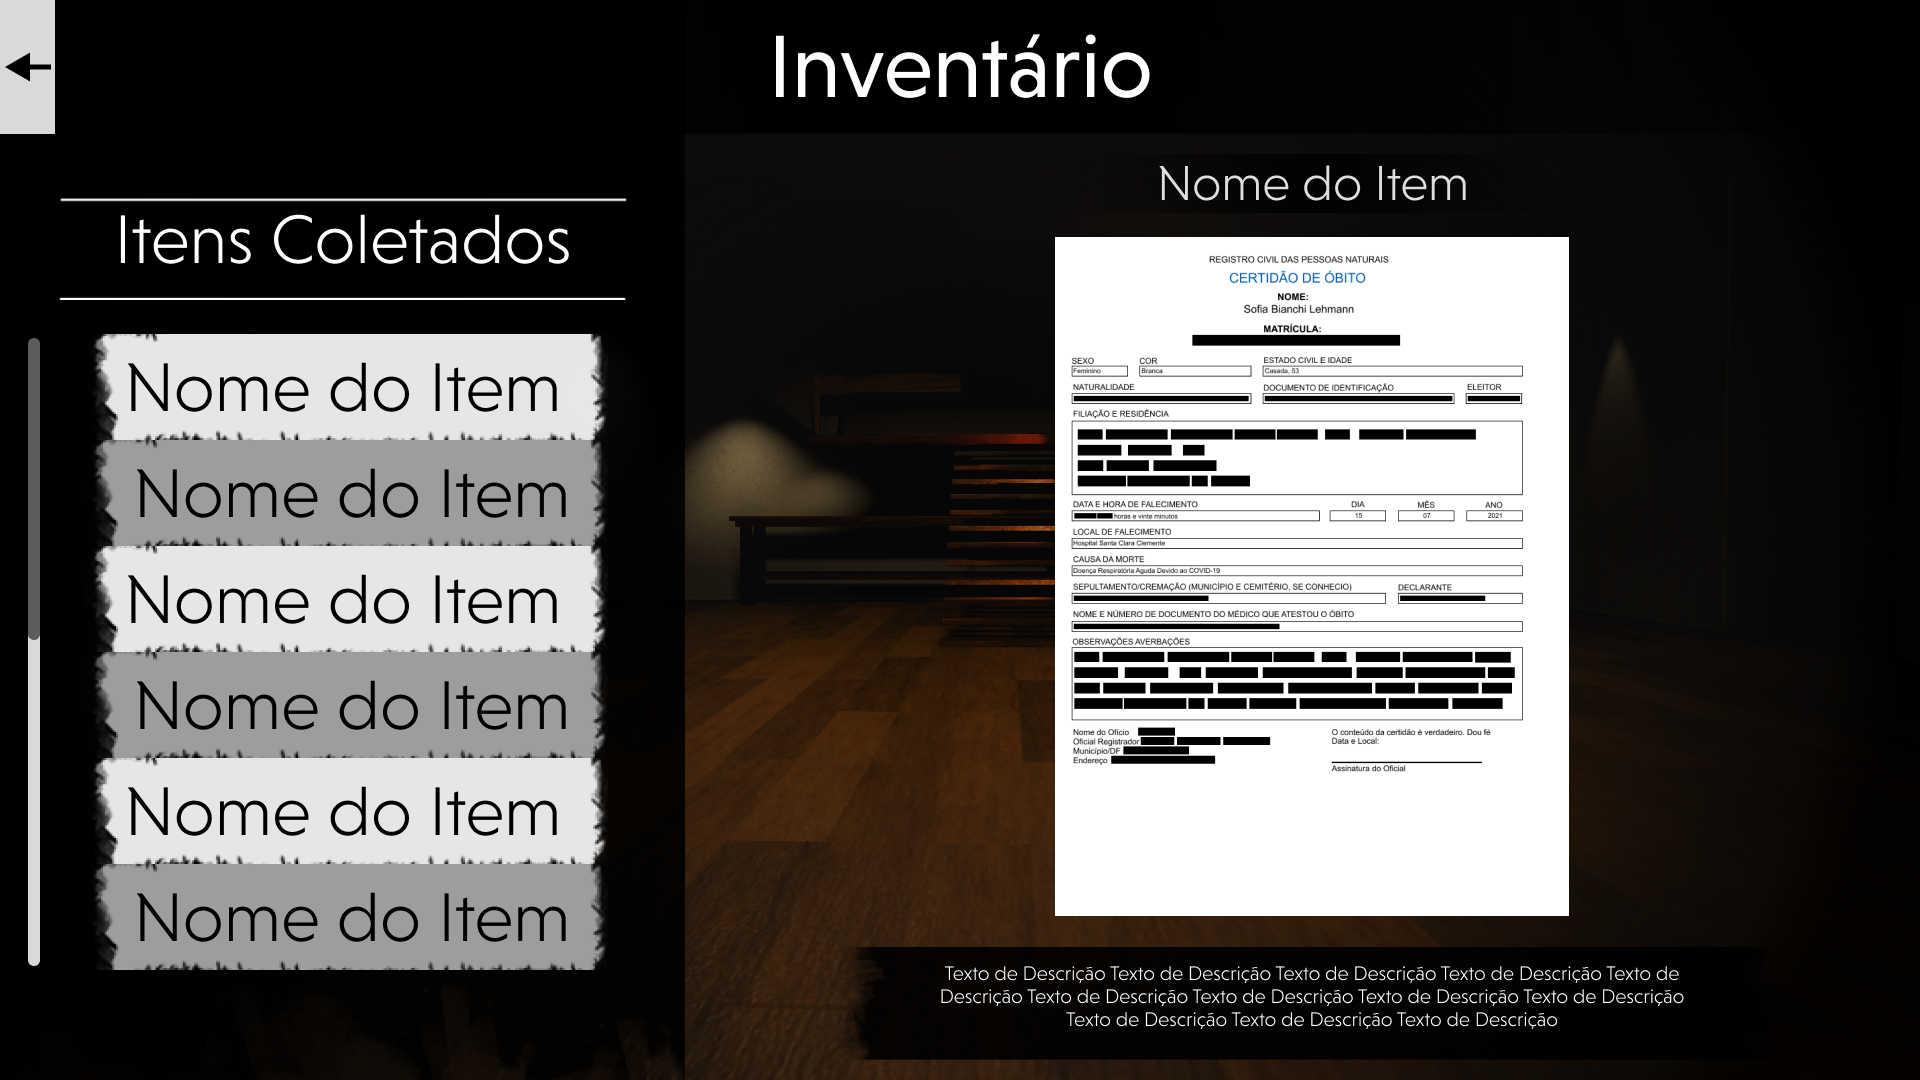 Inventário
Itens Coletados
Nome do Item
Nome do Item
Nome do Item
Nome do Item
Nome do Item
Nome do Item
Nome do Item
REGISTRO CIVIL DAS PESSOAS NATURAIS
CERTIDÃO DE ÓBITO
NOME:
Sofia Bianchi Lehmann
MATRÍCULA:
SEXO COR ESTADO CIVIL E IDADE
Feminino Branca Casada, 53
NATURALIDADE DOCUMENTO DE IDENTIFICAÇÃO ELEITOR
FILIAÇÃO E RESIDÊNCIA
DATA E HORA DE FALECIMENTO DIA MÊS ANO
horas e vinte minutos 15 07 2021
LOCAL DE FALECIMENTO
Hospital Santa Clara Clemente
CAUSA DA MORTE
Doença Respiratória Aguda Devido ao COVID-19
SEPULTAMENTO/CREMAÇÃO (MUNICÍPIO E CEMITÉRIO, SE CONHECIO) DECLARANTE
NOME E NÚMERO DE DOCUMENTO DO MÉDICO QUE ATESTOU O ÓBITO
OBSERVAÇÕES AVERBAÇÕES
Nome do Ofício
Oficial Registrador
Município/DF
Endereço
O conteúdo da certidão é verdadeiro. Dou fé
Data e Local:
Assinatura do Oficial
Texto de Descrição Texto de Descrição Texto de Descrição Texto de Descrição Texto de
Descrição Texto de Descrição Texto de Descrição Texto de Descrição Texto de Descrição
Texto de Descrição Texto de Descrição Texto de Descrição